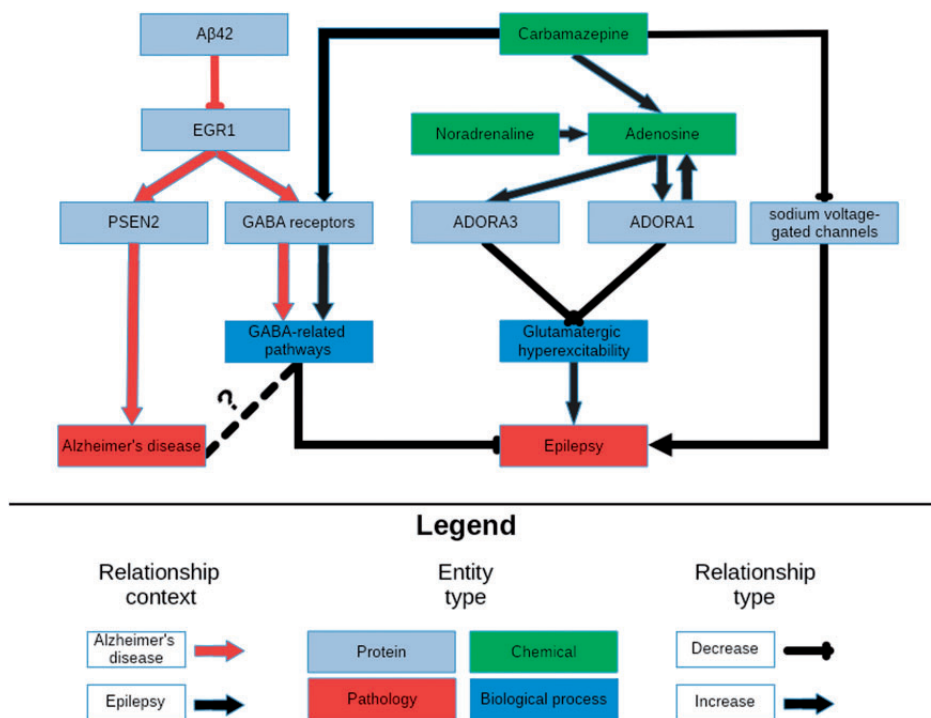 Aβ42
Carbamazepine
EGR1
Noradrenaline
Adenosine
PSEN2
GABA receptors
ADORA3
ADORA1
sodium voltage-
gated channels
GABA-related
pathways
Glutamatergic
hyperexcitability
?
Alzheimer's disease
Epilepsy
Legend
Relationship
context
Entity
type
Relationship
type
Alzheimer's
disease
Protein
Chemical
Decrease
Epilepsy
Pathology
Biological process
Increase